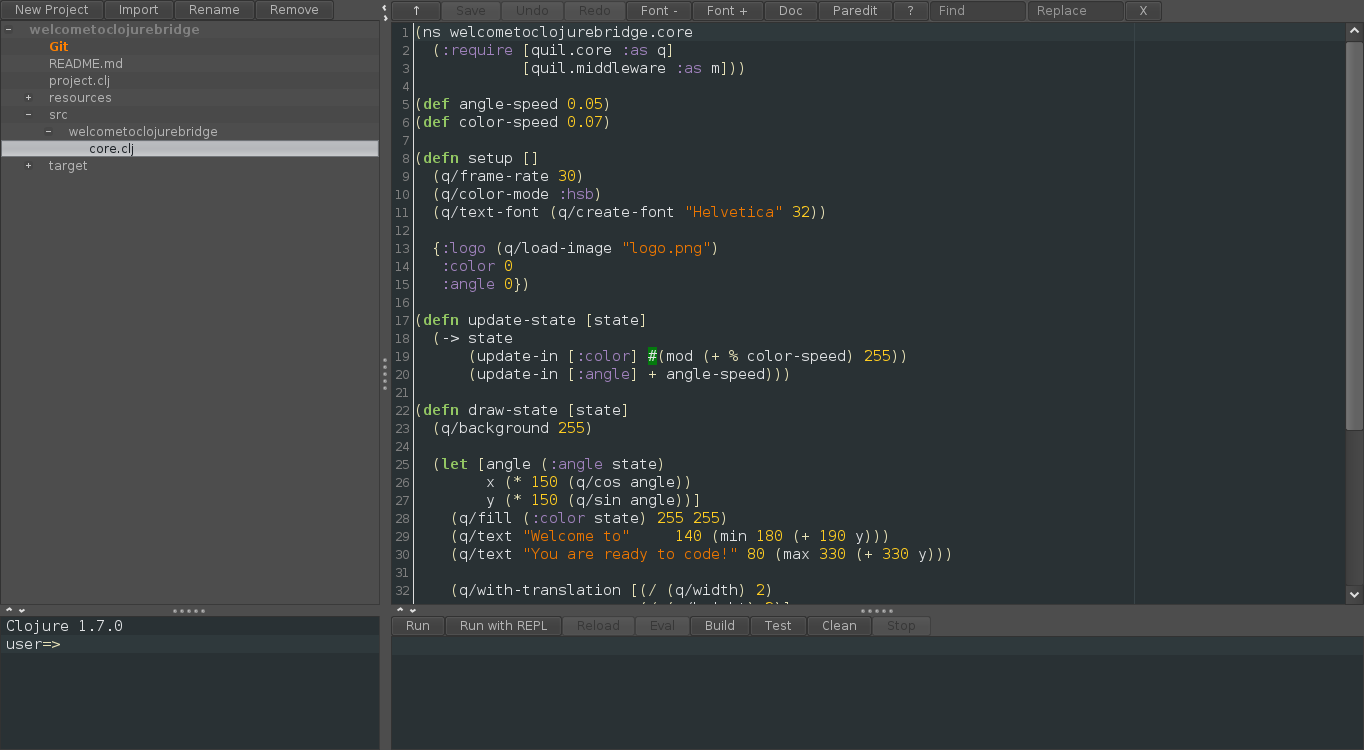 New Project Import Rename Remove
- welcometoclojurebridge
Git
README.md
project.clj
+ resources
- src
- welcometoclojurebridge
core.clj
+ target
↑ Save Undo Redo Font - Font + Doc Paredit ? Find Replace X
1 (ns welcometoclojurebridge.core
2   (:require [quil.core :as q]
3             [quil.middleware :as m]))
4
5 (def angle-speed 0.05)
6 (def color-speed 0.07)
7
8 (defn setup []
9   (q/frame-rate 30)
10   (q/color-mode :hsb)
11   (q/text-font (q/create-font "Helvetica" 32))
12
13   {:logo (q/load-image "logo.png")
14    :color 0
15    :angle 0})
16
17 (defn update-state [state]
18   (-> state
19       (update-in [:color] #(mod (+ % color-speed) 255))
20       (update-in [:angle] + angle-speed)))
21
22 (defn draw-state [state]
23   (q/background 255)
24
25   (let [angle (:angle state)
26         x (* 150 (q/cos angle))
27         y (* 150 (q/sin angle))]
28     (q/fill (:color state) 255 255)
29     (q/text "Welcome to"     140 (min 180 (+ 190 y)))
30     (q/text "You are ready to code!" 80 (max 330 (+ 330 y)))
31
32     (q/with-translation [(/ (q/width) 2)
Clojure 1.7.0
user=>
Run Run with REPL Reload Eval Build Test Clean Stop